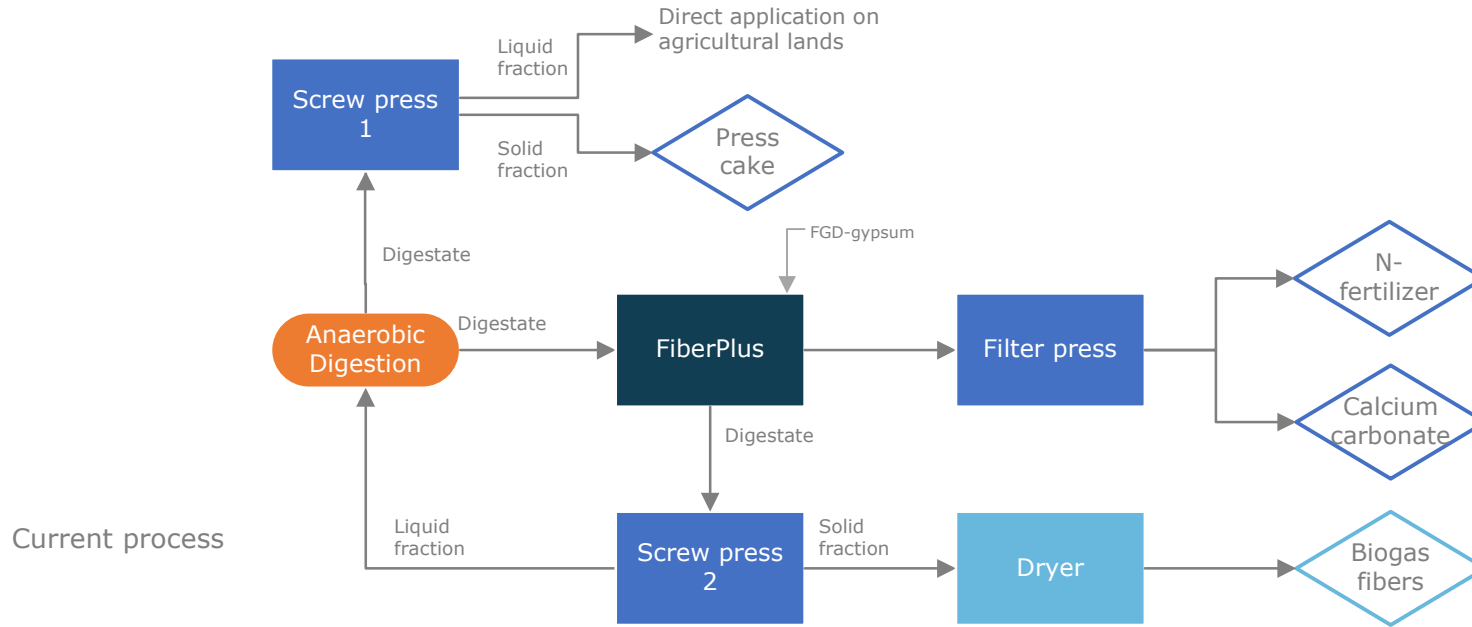 Direct application on
agricultural lands
Liquid
fraction
Screw press
1
Solid
fraction
Press
cake
Digestate
FGD-gypsum
N-
fertilizer
Anaerobic
Digestion
Digestate
FiberPlus
Filter press
Calcium
carbonate
Digestate
Current process
Liquid
fraction
Screw press
2
Solid
fraction
Dryer
Biogas
fibers